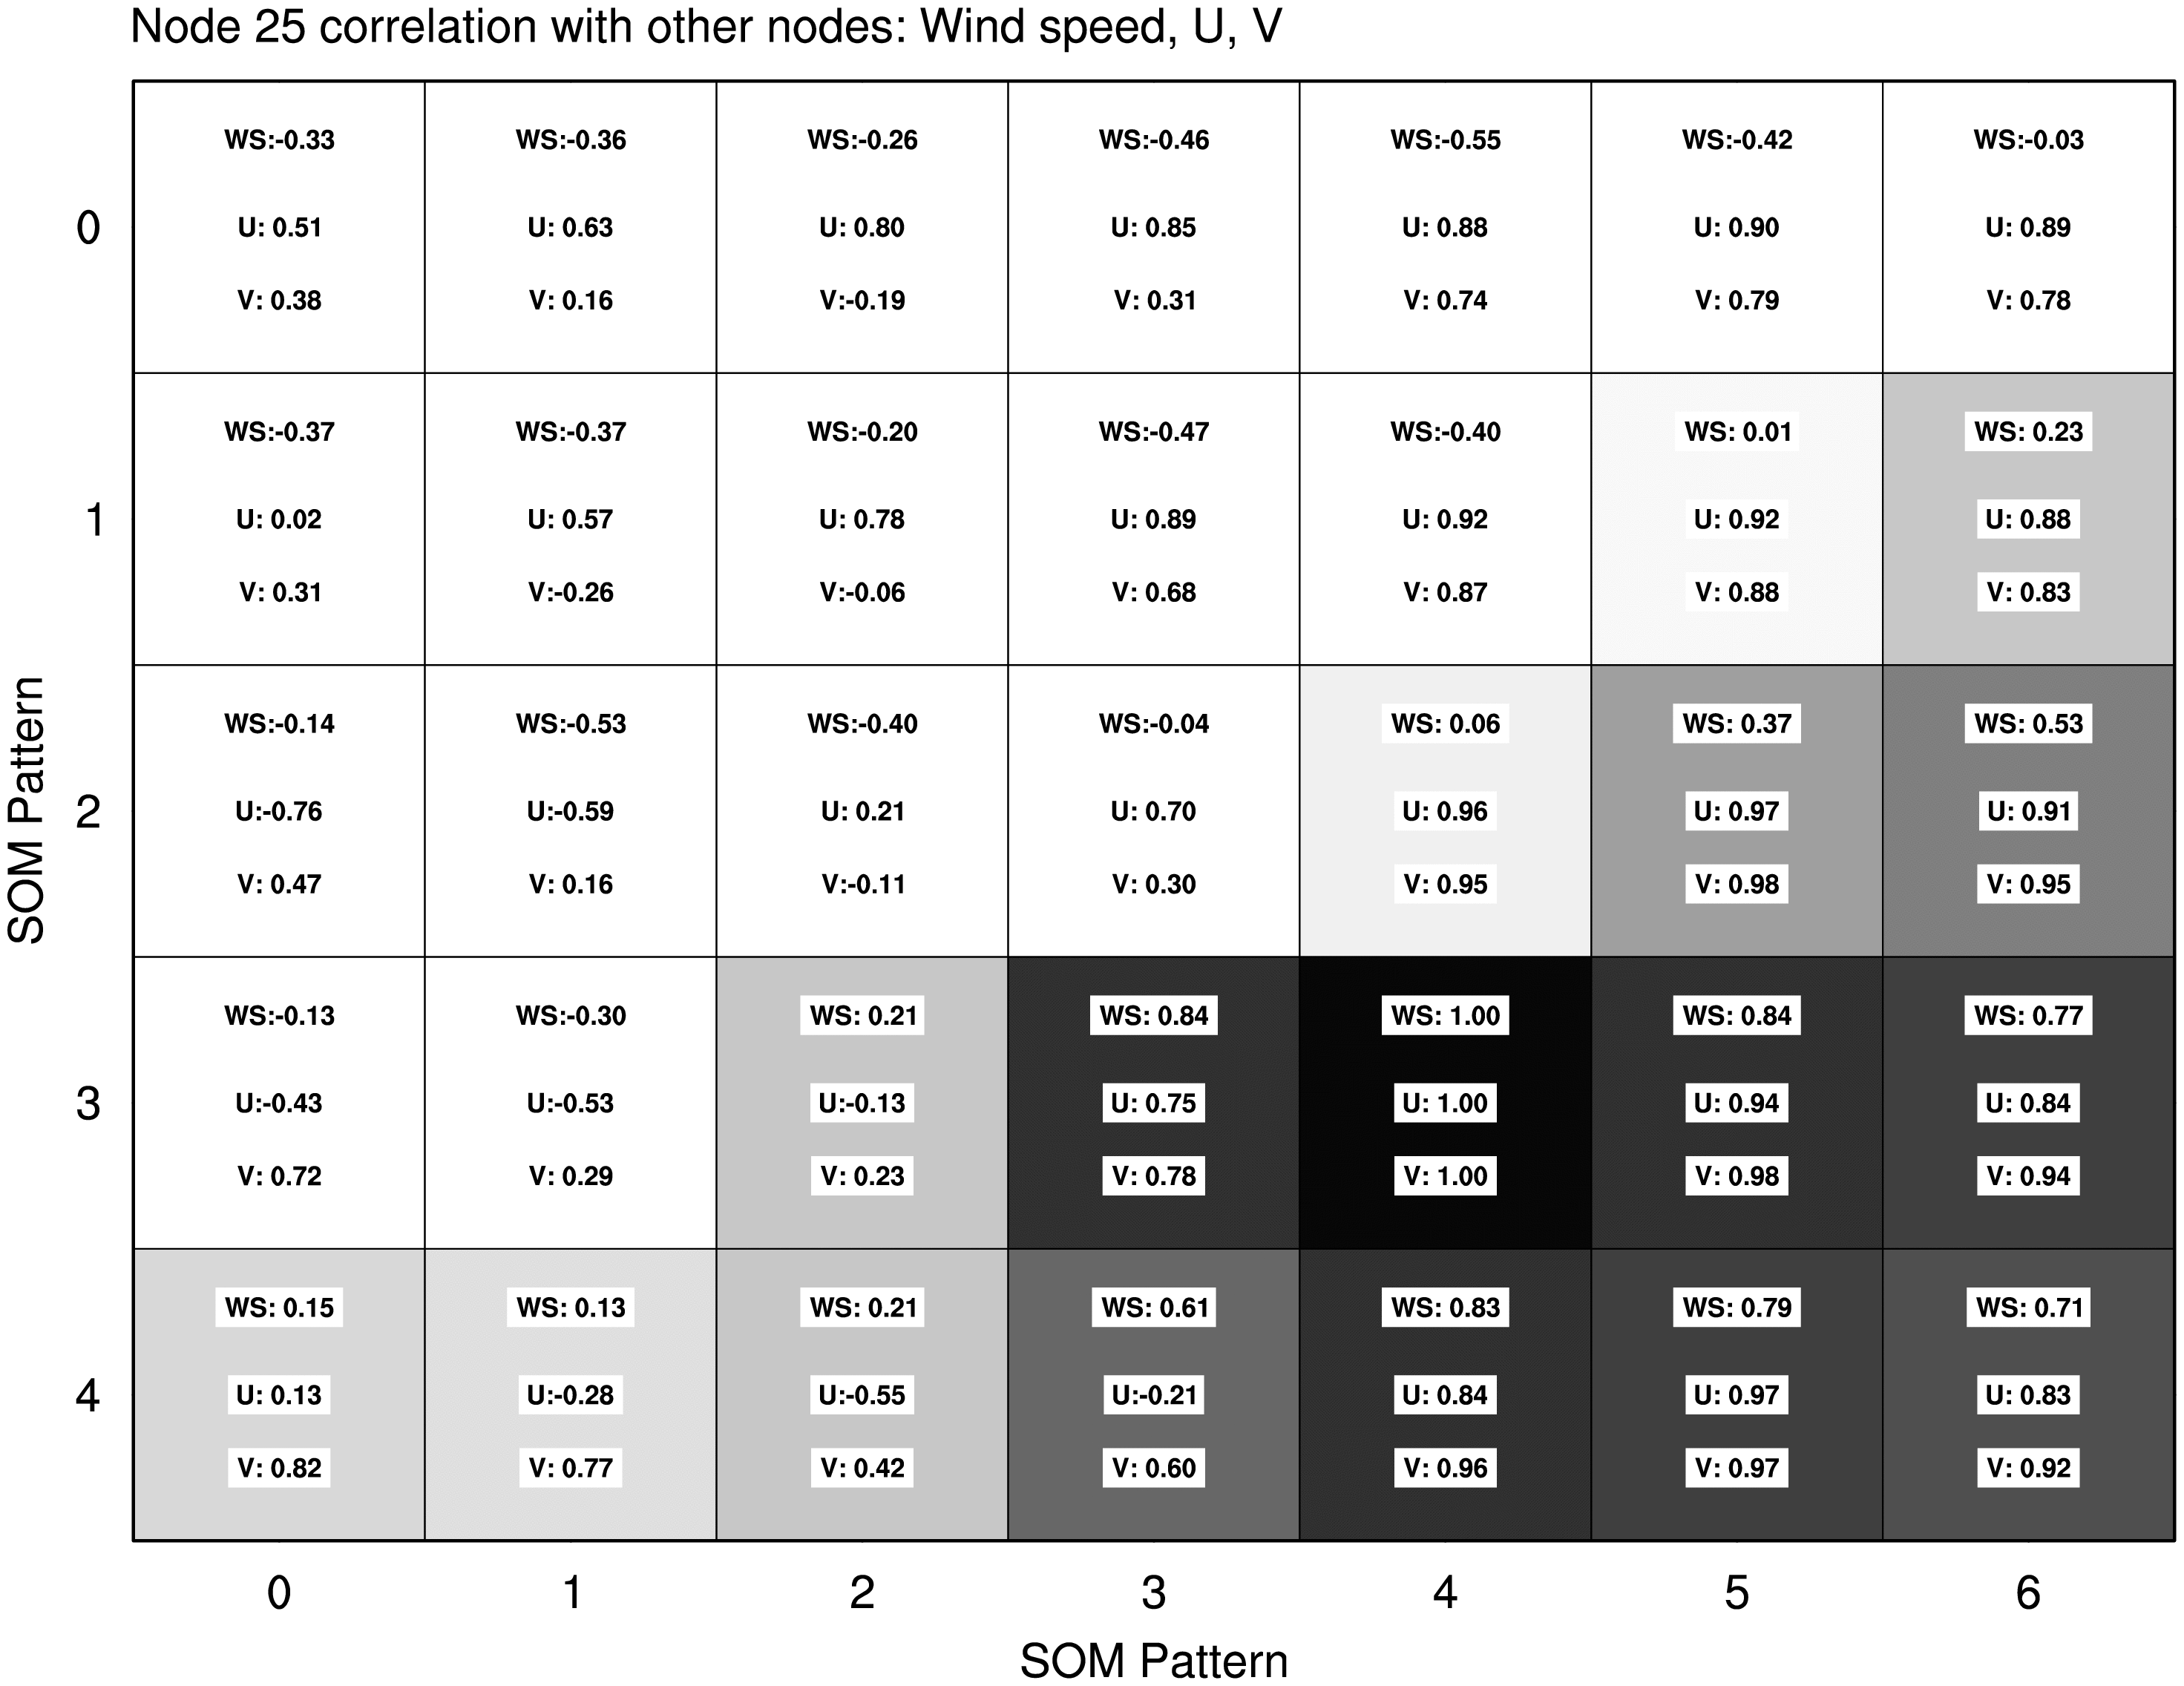 Node 25 correlation with other nodes: Wind speed, U, V
WS:-0.33 WS:-0.36 WS:-0.26 WS:-0.46 WS:-0.55 WS:-0.42 WS:-0.03
0 U: 0.51 U: 0.63 U: 0.80 U: 0.85 U: 0.88 U: 0.90 U: 0.89
V: 0.38 V: 0.16 V:-0.19 V: 0.31 V: 0.74 V: 0.79 V: 0.78
WS:-0.37 WS:-0.37 WS:-0.20 WS:-0.47 WS:-0.40 WS: 0.01 WS: 0.23
1 U: 0.02 U: 0.57 U: 0.78 U: 0.89 U: 0.92 U: 0.92 U: 0.88
V: 0.31 V:-0.26 V:-0.06 V: 0.68 V: 0.87 V: 0.88 V: 0.83
SOM Pattern
WS:-0.14 WS:-0.53 WS:-0.40 WS:-0.04 WS: 0.06 WS: 0.37 WS: 0.53
2 U:-0.76 U:-0.59 U: 0.21 U: 0.70 U: 0.96 U: 0.97 U: 0.91
V: 0.47 V: 0.16 V:-0.11 V: 0.30 V: 0.95 V: 0.98 V: 0.95
WS:-0.13 WS:-0.30 WS: 0.21 WS: 0.84 WS: 1.00 WS: 0.84 WS: 0.77
3 U:-0.43 U:-0.53 U:-0.13 U: 0.75 U: 1.00 U: 0.94 U: 0.84
V: 0.72 V: 0.29 V: 0.23 V: 0.78 V: 1.00 V: 0.98 V: 0.94
WS: 0.15 WS: 0.13 WS: 0.21 WS: 0.61 WS: 0.83 WS: 0.79 WS: 0.71
4 U: 0.13 U:-0.28 U:-0.55 U:-0.21 U: 0.84 U: 0.97 U: 0.83
V: 0.82 V: 0.77 V: 0.42 V: 0.60 V: 0.96 V: 0.97 V: 0.92
0 1 2 3 4 5 6
SOM Pattern